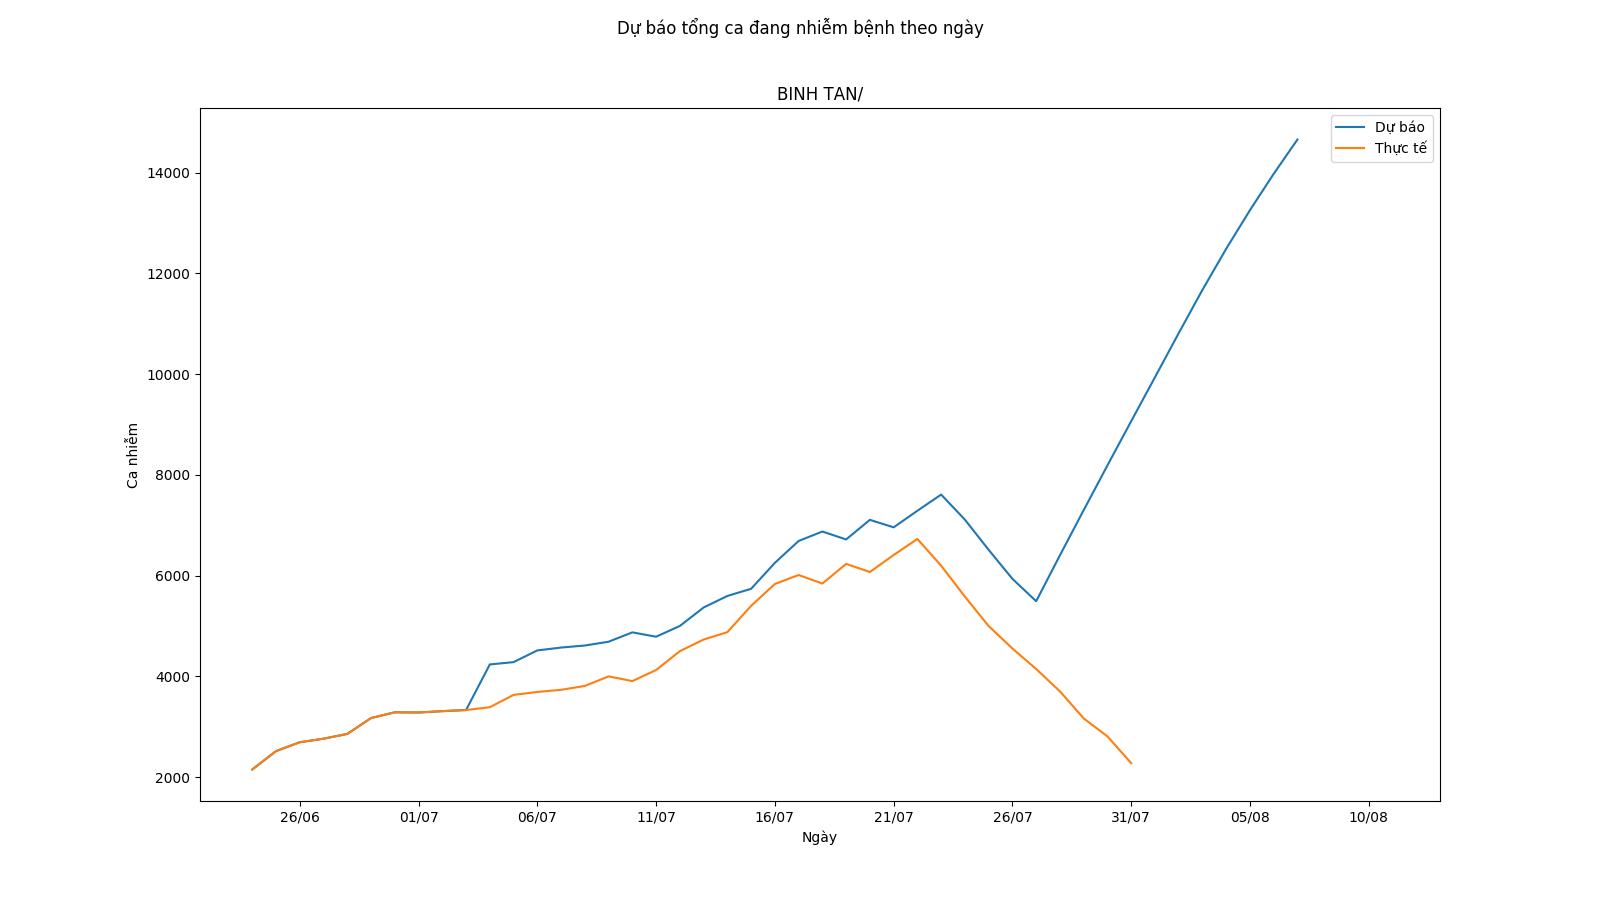 Dự báo tổng ca đang nhiễm bệnh theo ngày
BINH TAN/
Dự báo
Thực tế
14000
12000
10000
8000
6000
4000
2000
Ca nhiễm
26/06 01/07 06/07 11/07 16/07 21/07 26/07 31/07 05/08 10/08
Ngày